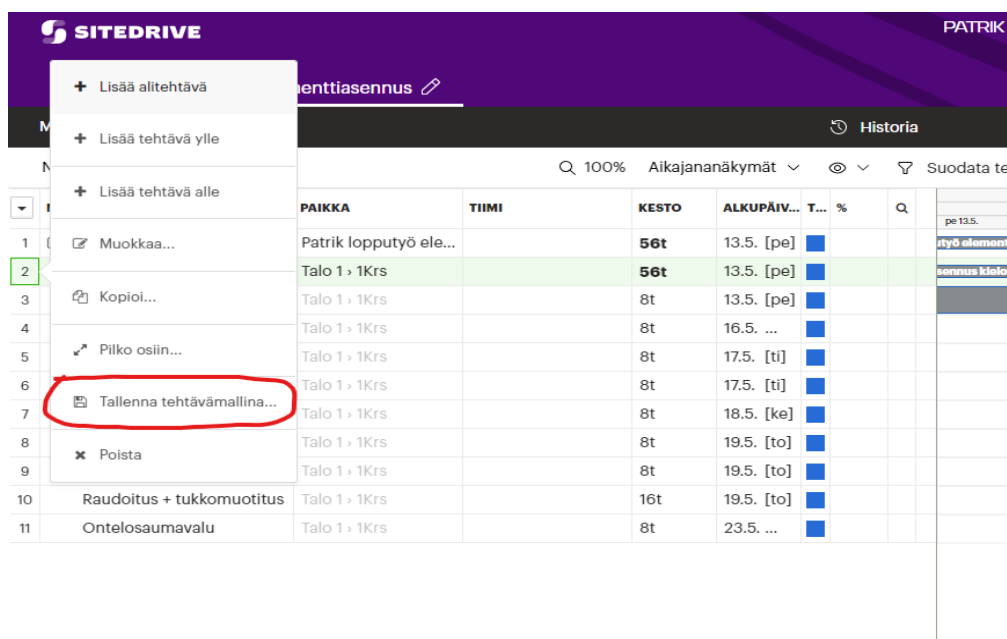 SITEDRIVE
PATRIK
enttiasennus
Historia
100% Aikajananäkymät Suodata te
PAIKKA TIIMI KESTO ALKUPÄIV... T... %
pe 13.5.
Lisää alitehtävä
Lisää tehtävä ylle
Lisää tehtävä alle
Muokkaa...
Kopioi...
Pilko osiin...
Tallenna tehtävämallina...
Poista
1 Patrik lopputyö ele... 56t 13.5. [pe] utyö element
2 Talo 1 › 1Krs 56t 13.5. [pe] sennus kielo
3 Talo 1 › 1Krs 8t 13.5. [pe]
4 Talo 1 › 1Krs 8t 16.5. ...
5 Talo 1 › 1Krs 8t 17.5. [ti]
6 Talo 1 › 1Krs 8t 17.5. [ti]
7 Talo 1 › 1Krs 8t 18.5. [ke]
8 Talo 1 › 1Krs 8t 19.5. [to]
9 Talo 1 › 1Krs 8t 19.5. [to]
10 Raudoitus + tukkomuotitus Talo 1 › 1Krs 16t 19.5. [to]
11 Ontelosaumavalu Talo 1 › 1Krs 8t 23.5. ...